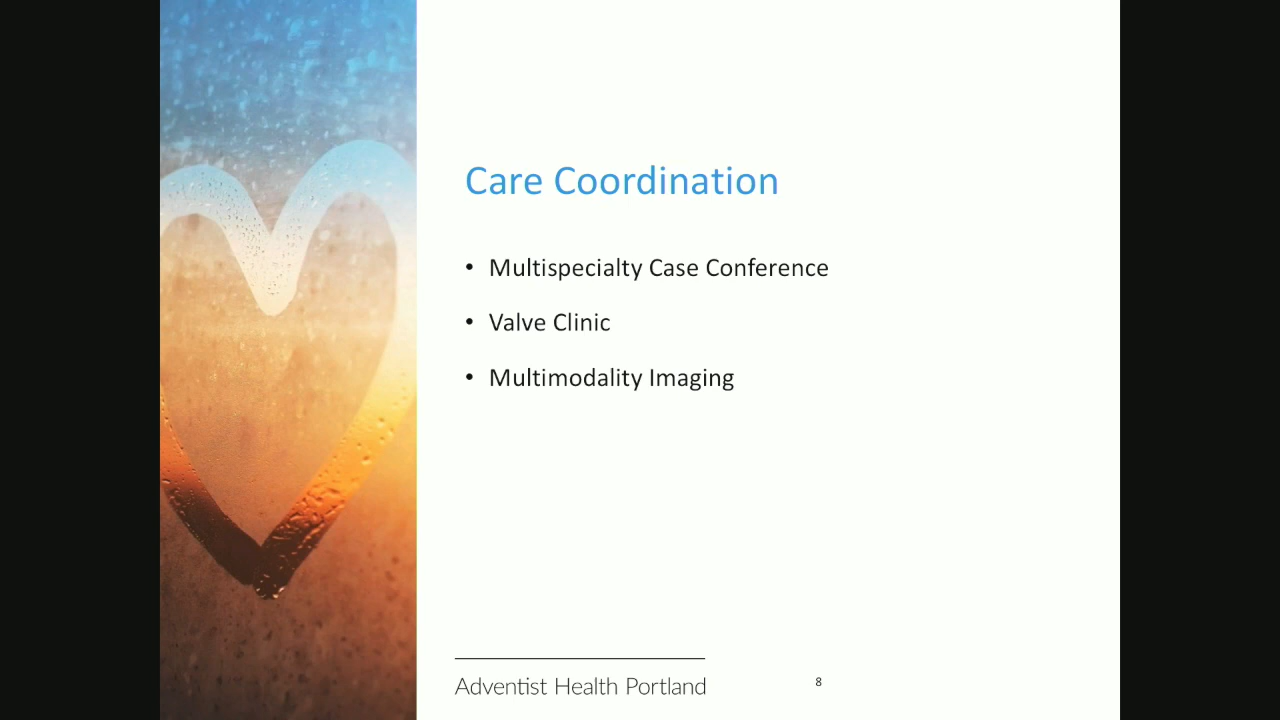 Care Coordination
• Multispecialty Case Conference
• Valve Clinic
• Multimodality Imaging
Adventist Health Portland
8